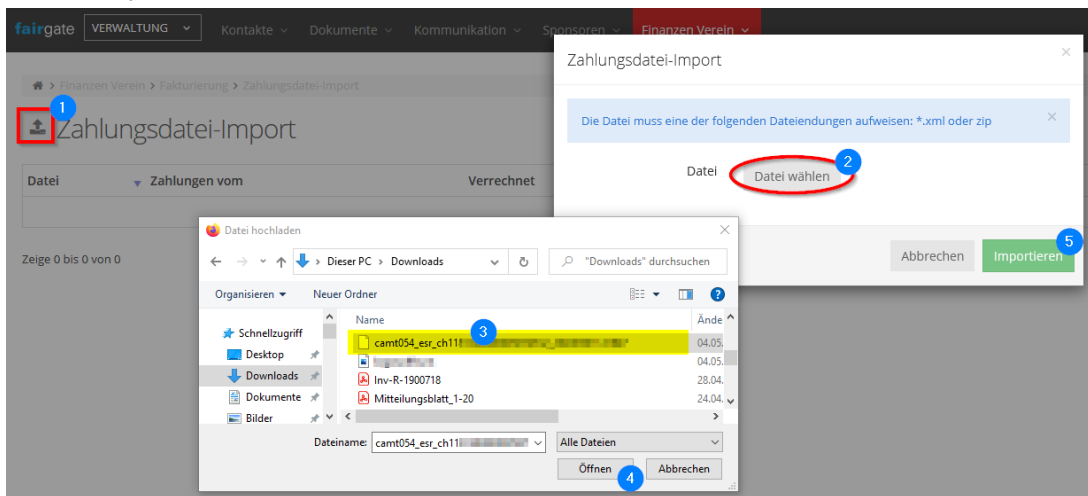 fairgate VERWALTUNG Kontakte Dokumente Kommunikation Sponsoren Finanzen Verein
Finanzen Verein > Fakturierung > Zahlungsdatei-Import
1
Zahlungsdatei-Import
Datei Zahlungen vom Verrechnet
Zeige 0 bis 0 von 0
Zahlungsdatei-Import
Die Datei muss eine der folgenden Dateiendungen aufweisen: *.xml oder zip
Datei Datei wählen 2
Abbrechen Importieren 5
Datei hochladen
Dieser PC > Downloads "Downloads" durchsuchen
Organisieren Neuer Ordner
Name Ände
Schnellzugriff
Desktop
Downloads
Dokumente
Bilder
3
camt054_esr_ch11 04.05.
04.05.
Inv-R-1900718 28.04.
Mitteilungsblatt_1-20 24.04.
Dateiname: camt054_esr_ch11 Alle Dateien
Öffnen 4 Abbrechen